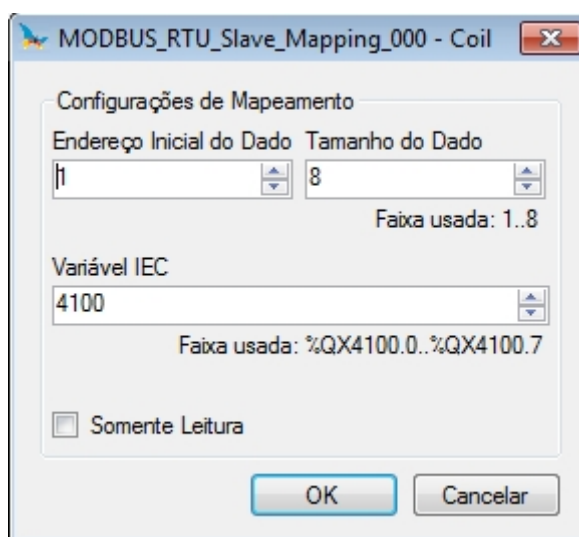 MODBUS_RTU_Slave_Mapping_000 - Coil
Configurações de Mapeamento
Endereço Inicial do Dado Tamanho do Dado
1 8
Faixa usada: 1..8
Variável IEC
4100
Faixa usada: %QX4100.0..%QX4100.7
Somente Leitura
OK Cancelar